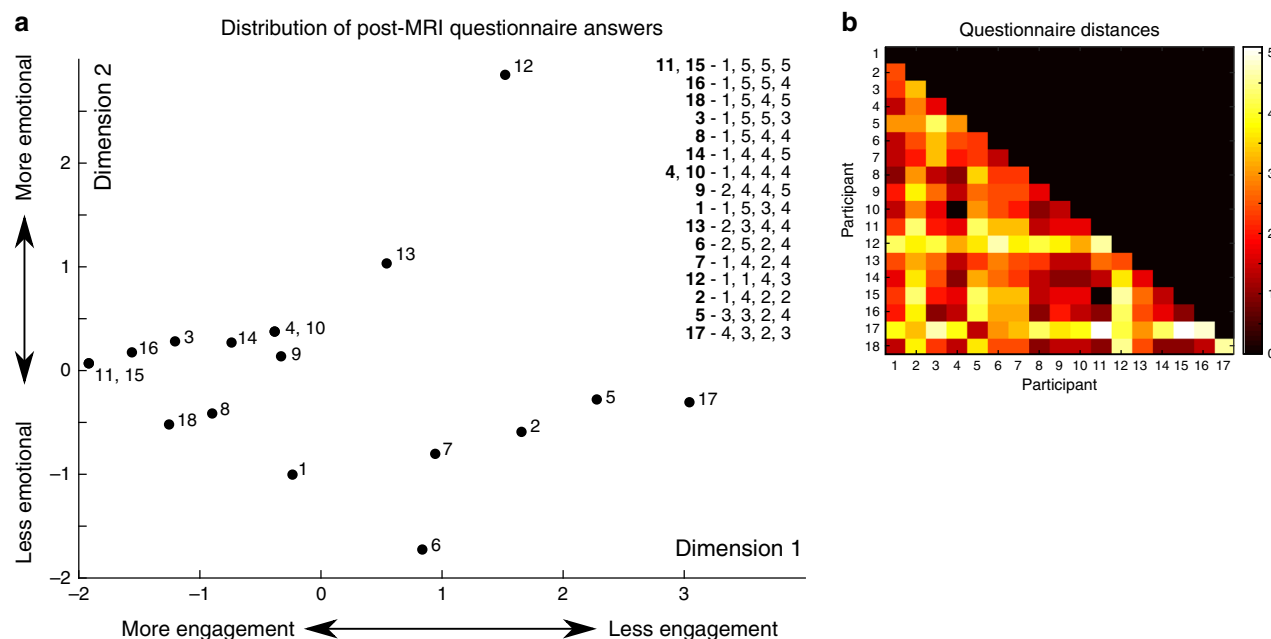 a
Distribution of post-MRI questionnaire answers
More emotional
Less emotional
Dimension 2
2
1
0
−1
−2
−2
−1
0
1
2
3
Dimension 1
More engagement
Less engagement
12
13
16
3
14
4, 10
9
11, 15
18
8
1
7
2
5
17
6
11, 15 - 1, 5, 5, 5
16 - 1, 5, 5, 4
18 - 1, 5, 4, 5
3 - 1, 5, 5, 3
8 - 1, 5, 4, 4
14 - 1, 4, 4, 5
4, 10 - 1, 4, 4, 4
9 - 2, 4, 4, 5
1 - 1, 5, 3, 4
13 - 2, 3, 4, 4
6 - 2, 5, 2, 4
7 - 1, 4, 2, 4
12 - 1, 1, 4, 3
2 - 1, 4, 2, 2
5 - 3, 3, 2, 4
17 - 4, 3, 2, 3
b
Questionnaire distances
Participant
1
2
3
4
5
6
7
8
9
10
11
12
13
14
15
16
17
18
1 2 3 4 5 6 7 8 9 10 11 12 13 14 15 16 17
Participant
5
4
3
2
1
0